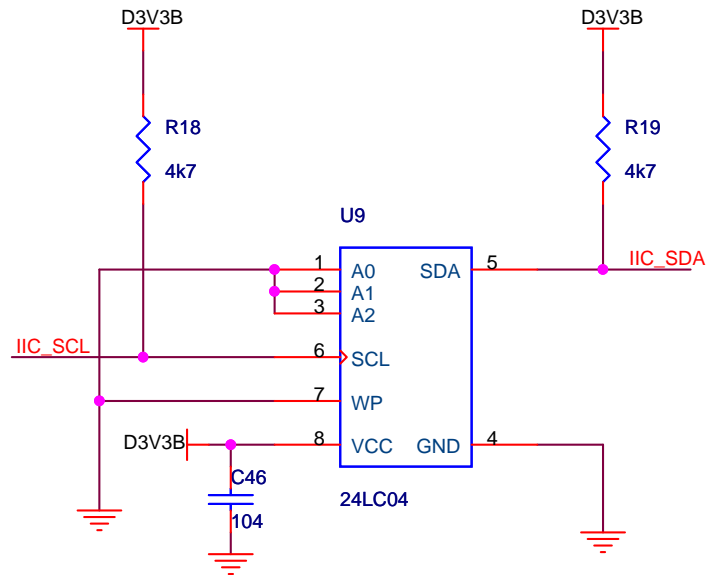 D3V3B
D3V3B
R18
4k7
R19
4k7
U9
1
A0
SDA
5
IIC_SDA
2
A1
3
A2
IIC_SCL
6
SCL
7
WP
D3V3B
8
VCC
GND
4
C46
104
24LC04